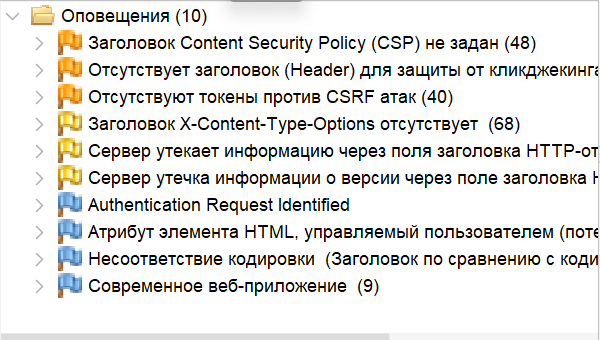 Оповещения (10)
Заголовок Content Security Policy (CSP) не задан (48)
Отсутствует заголовок (Header) для защиты от кликджекинга
Отсутствуют токены против CSRF атак (40)
Заголовок X-Content-Type-Options отсутствует (68)
Сервер утекает информацию через поля заголовка HTTP-от
Сервер утечка информации о версии через поле заголовка
Authentication Request Identified
Атрибут элемента HTML, управляемый пользователем (поте
Несоответствие кодировки (Заголовок по сравнению с коди
Современное веб-приложение (9)